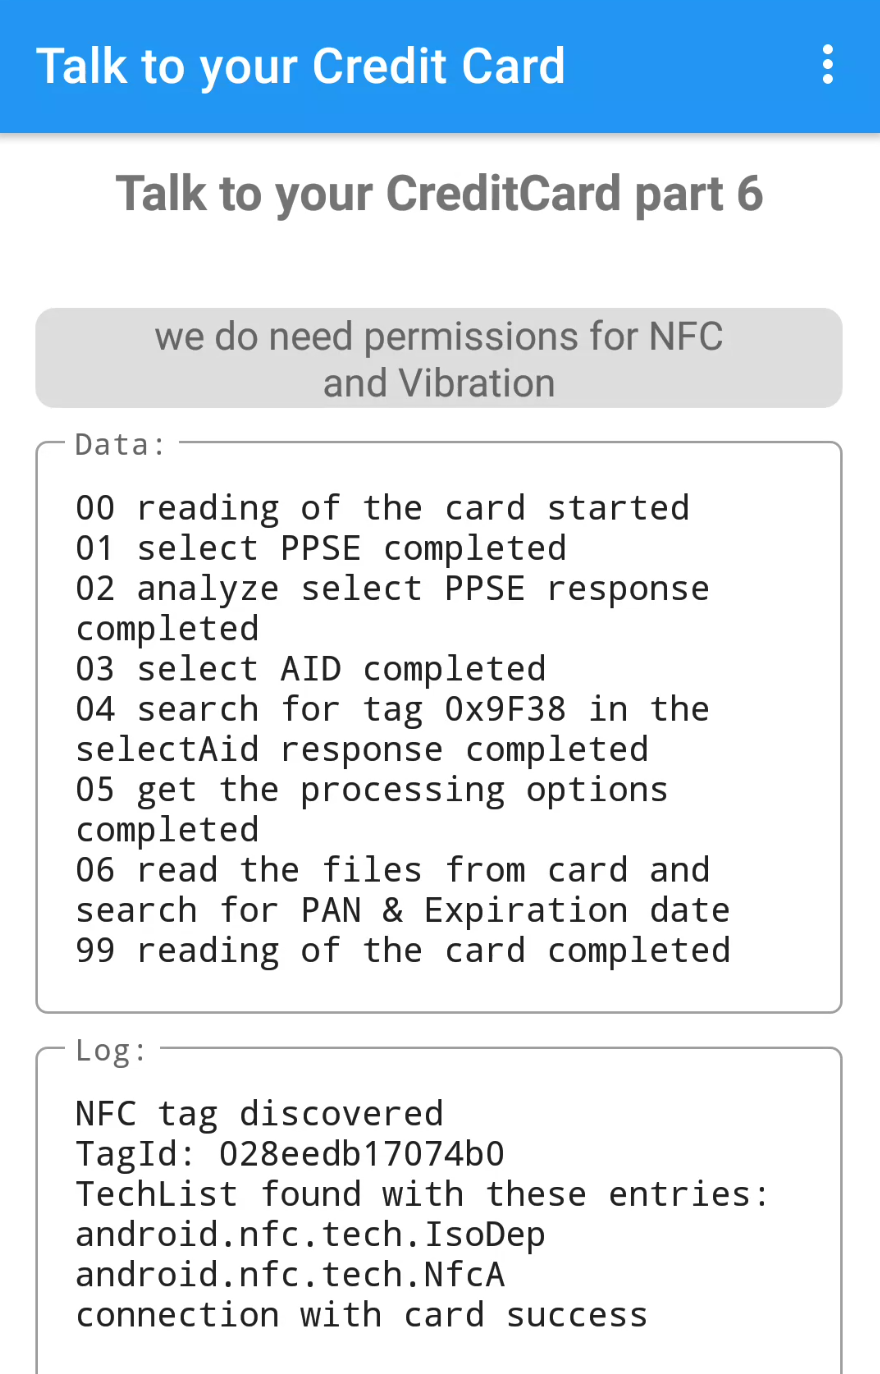 Talk to your Credit Card
Talk to your CreditCard part 6
we do need permissions for NFC
and Vibration
Data:
00 reading of the card started
01 select PPSE completed
02 analyze select PPSE response
completed
03 select AID completed
04 search for tag 0x9F38 in the
selectAid response completed
05 get the processing options
completed
06 read the files from card and
search for PAN & Expiration date
99 reading of the card completed
Log:
NFC tag discovered
TagId: 028eedb17074b0
TechList found with these entries:
android.nfc.tech.IsoDep
android.nfc.tech.NfcA
connection with card success